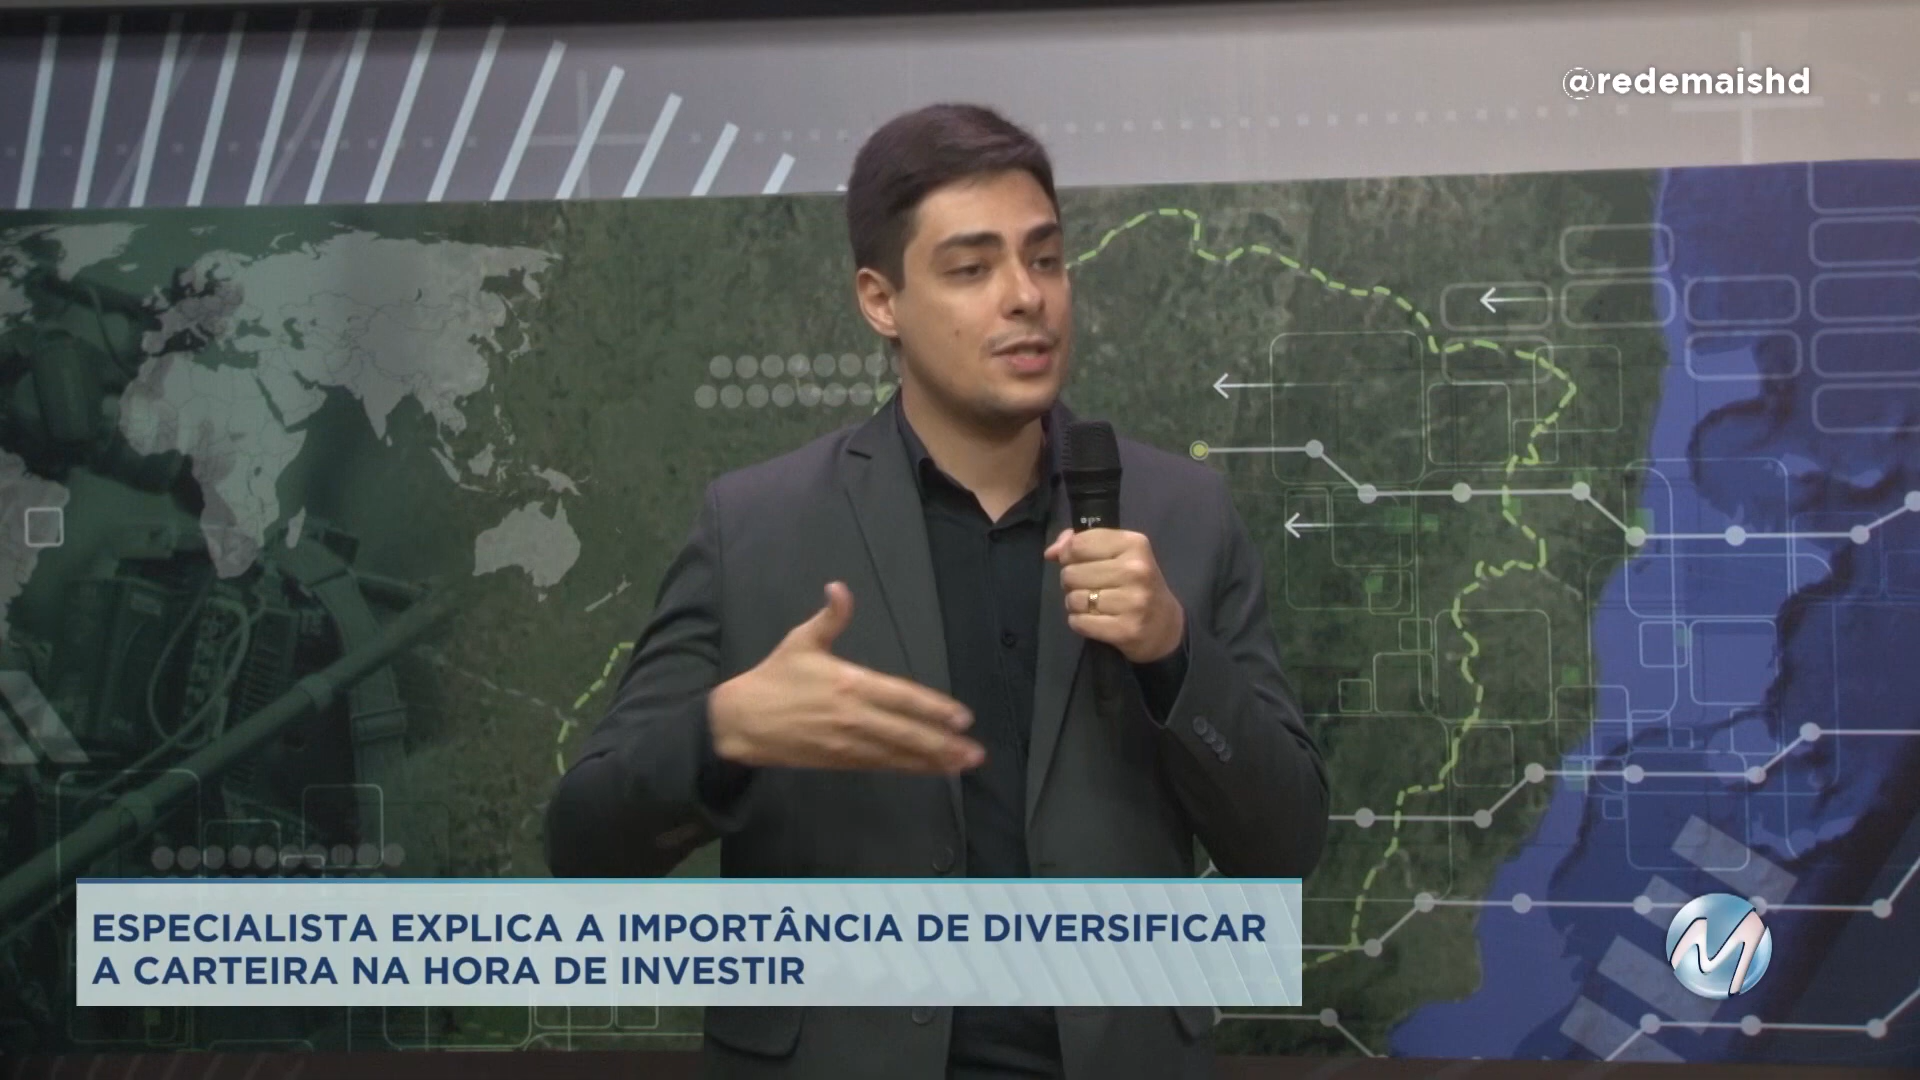 @redemaishd
ESPECIALISTA EXPLICA A IMPORTÂNCIA DE DIVERSIFICAR
A CARTEIRA NA HORA DE INVESTIR
M